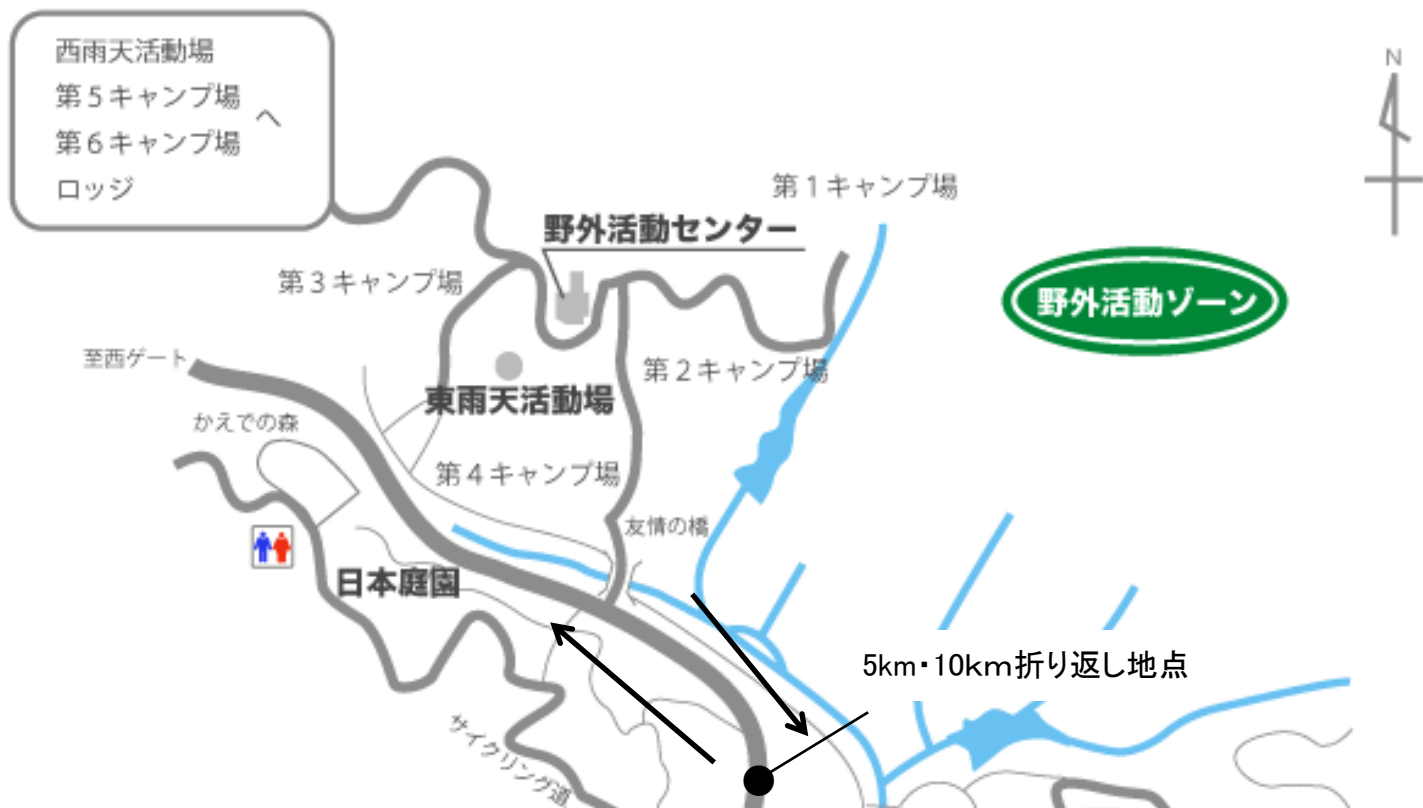 西雨天活動場
第5キャンプ場
第6キャンプ場
ロッジ
へ
N
第1キャンプ場
野外活動センター
第3キャンプ場
野外活動ゾーン
至西ゲート
第2キャンプ場
東雨天活動場
かえでの森
第4キャンプ場
友情の橋
日本庭園
5km・10km折り返し地点
サイクリング道